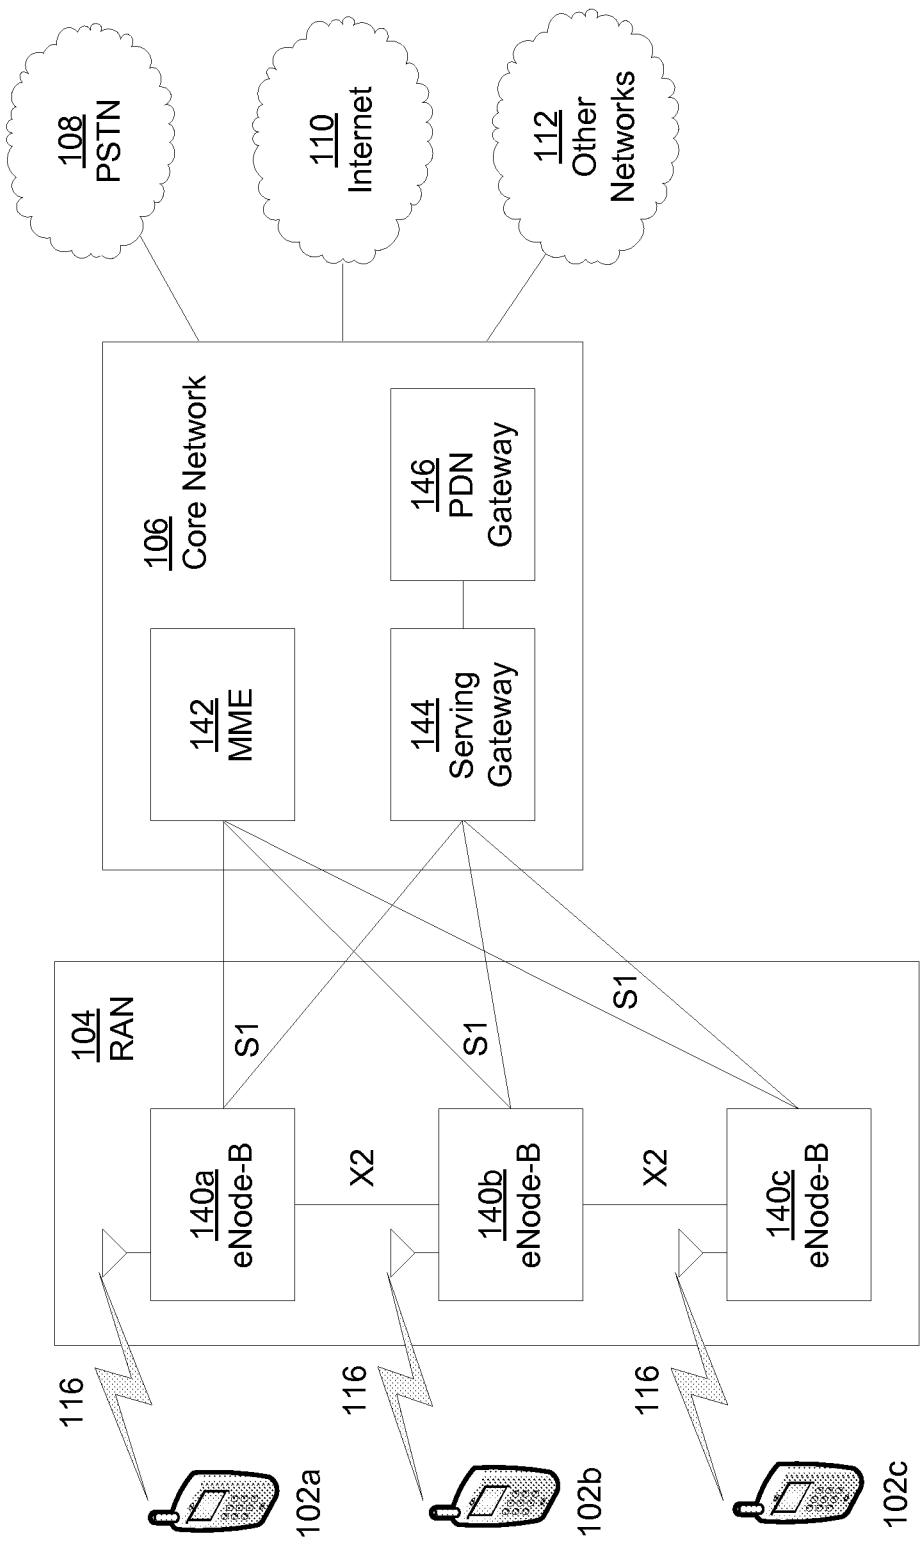 102a
116
140a
eNode-B
104
RAN
S1
X2
102b
116
140b
eNode-B
S1
X2
102c
116
140c
eNode-B
S1
142
MME
106
Core Network
144
Serving
Gateway
146
PDN
Gateway
108
PSTN
110
Internet
112
Other
Networks